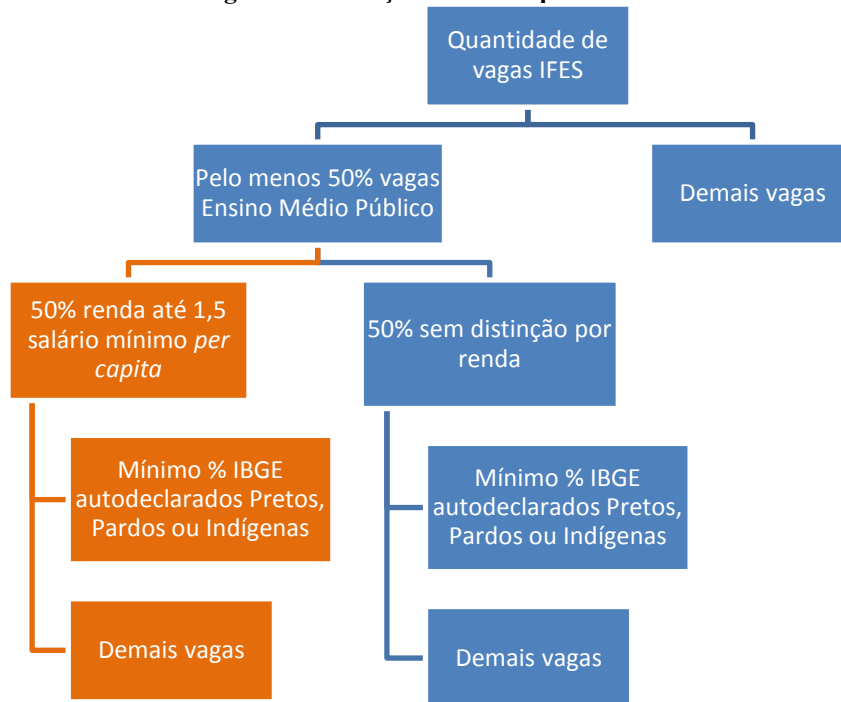 Quantidade de
vagas IFES
Pelo menos 50% vagas
Ensino Médio Público
Demais vagas
50% renda até 1,5
salário mínimo per
capita
50% sem distinção por
renda
Mínimo % IBGE
autodeclarados Pretos,
Pardos ou Indígenas
Mínimo % IBGE
autodeclarados Pretos,
Pardos ou Indígenas
Demais vagas
Demais vagas